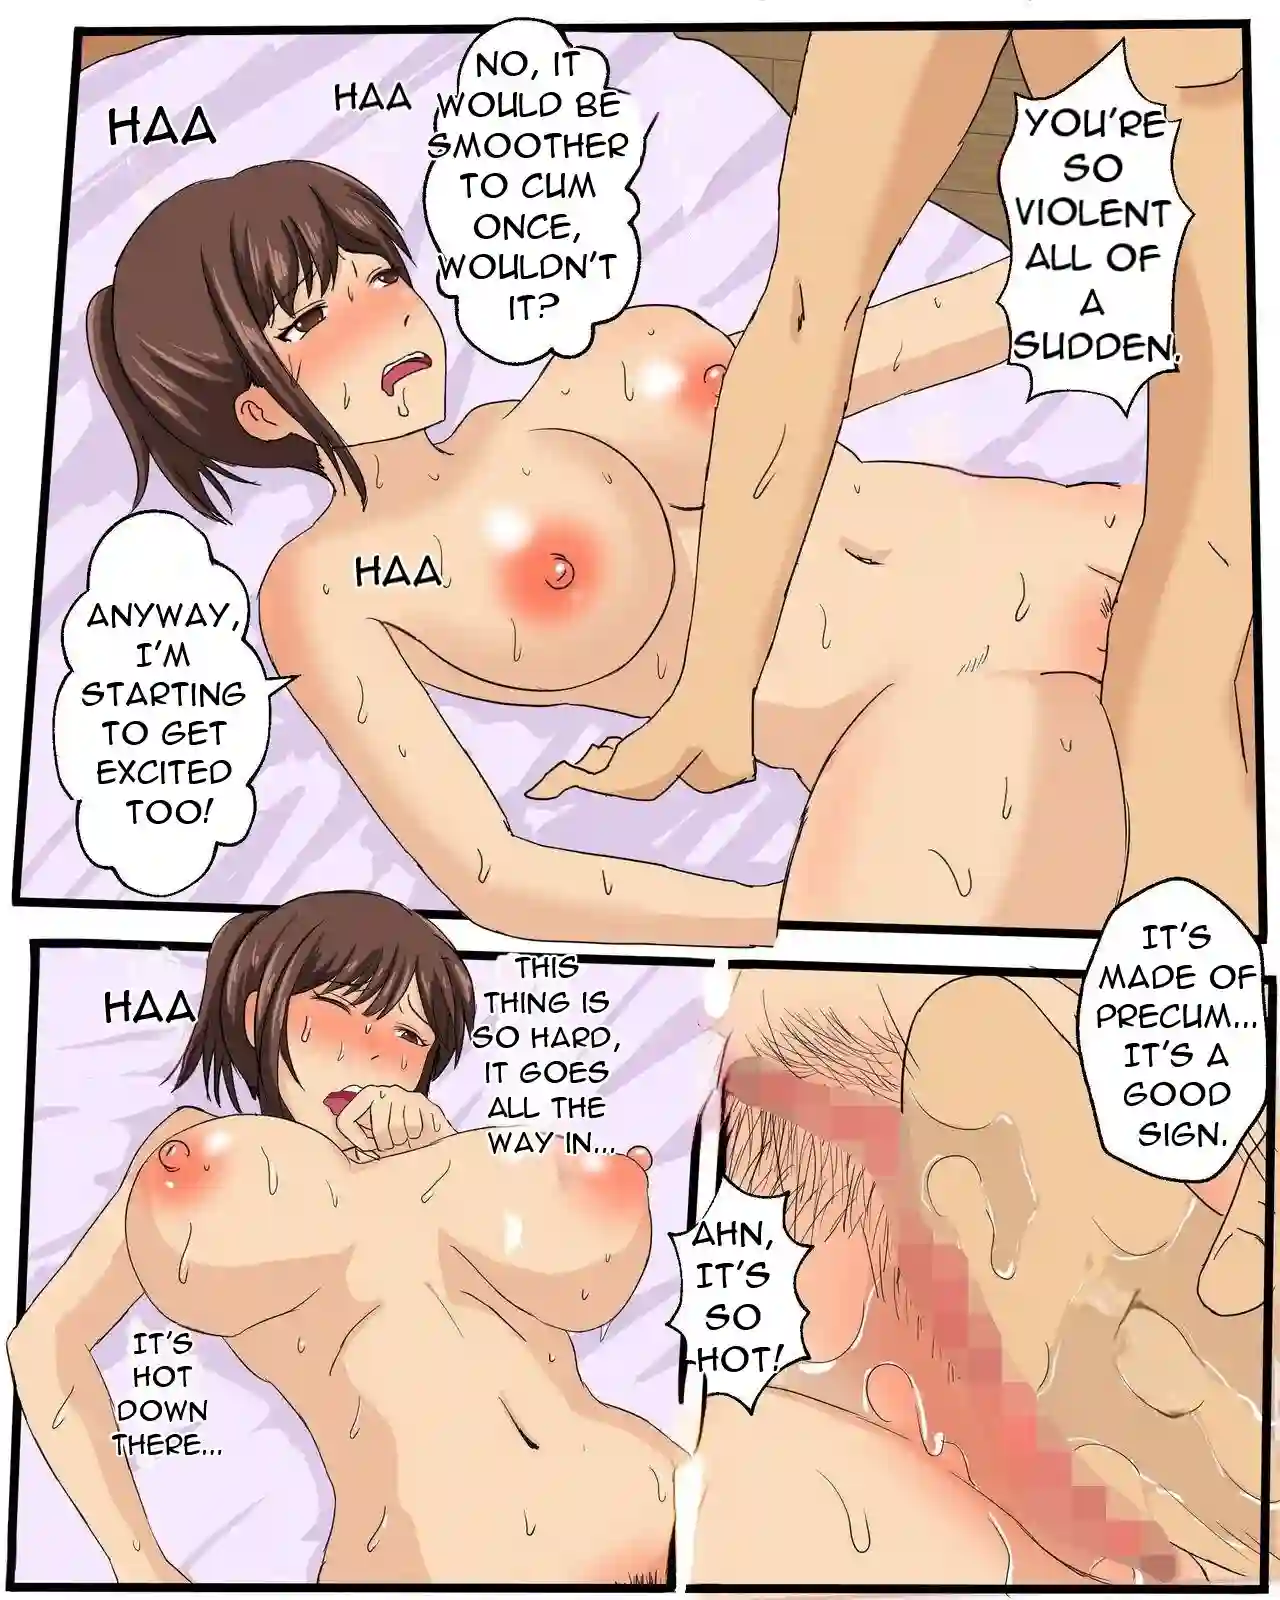 NO, IT
WOULD BE
SMOOTHER
TO CUM
ONCE,
WOULDN'T
IT?
YOU'RE
SO
VIOLENT
ALL OF
A
SUDDEN.
HAA
HAA
HAA
ANYWAY,
I'M
STARTING
TO GET
EXCITED
TOO!
HAA
THIS
THING IS
SO HARD,
IT GOES
ALL THE
WAY IN...
IT'S
HOT
DOWN
THERE...
IT'S
MADE OF
PRECUM...
IT'S A
GOOD
SIGN.
AHN,
IT'S
SO
HOT!